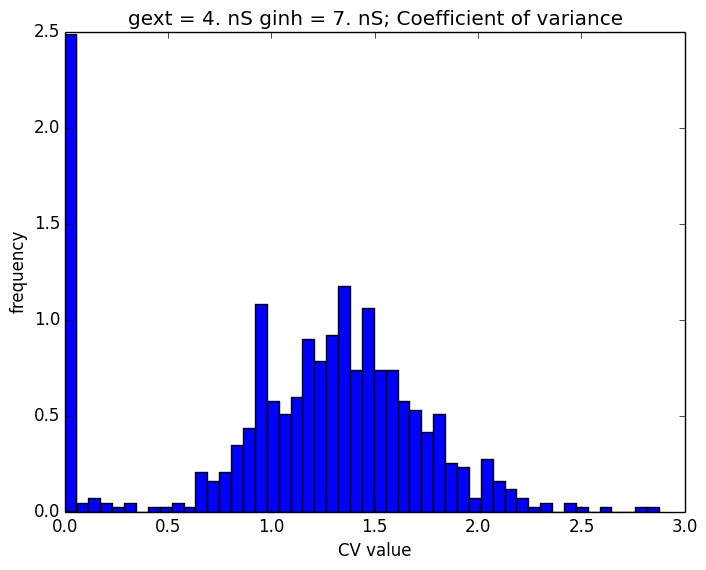 gext = 4. nS ginh = 7. nS; Coefficient of variance
2.5
2.0
1.5
1.0
0.5
0.0
frequency
0.0 0.5 1.0 1.5 2.0 2.5 3.0
CV value